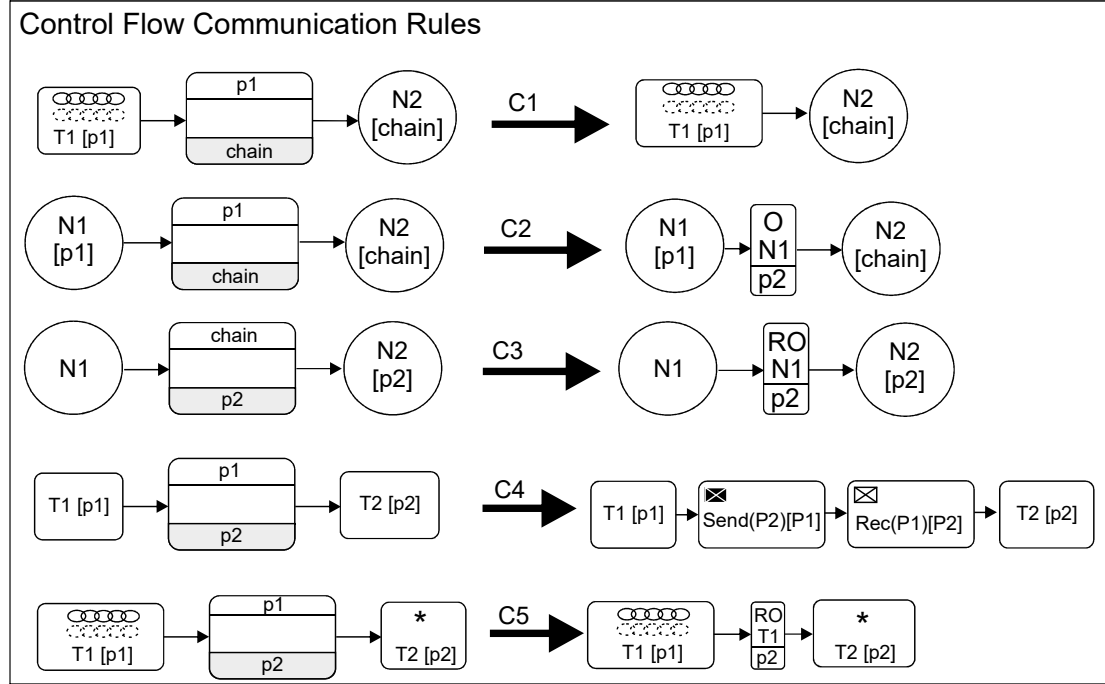 Control Flow Communication Rules
T1 [p1]
p1
chain
N2
[chain]
C1
T1 [p1]
N2
[chain]
N1
[p1]
p1
chain
N2
[chain]
C2
N1
[p1]
O
N1
p2
N2
[chain]
N1
chain
p2
N2
[p2]
C3
N1
RO
N1
p2
N2
[p2]
T1 [p1]
p1
p2
T2 [p2]
C4
T1 [p1]
Send(P2)[P1]
Rec(P1)[P2]
T2 [p2]
T1 [p1]
p1
p2
*
T2 [p2]
C5
T1 [p1]
RO
T1
p2
*
T2 [p2]